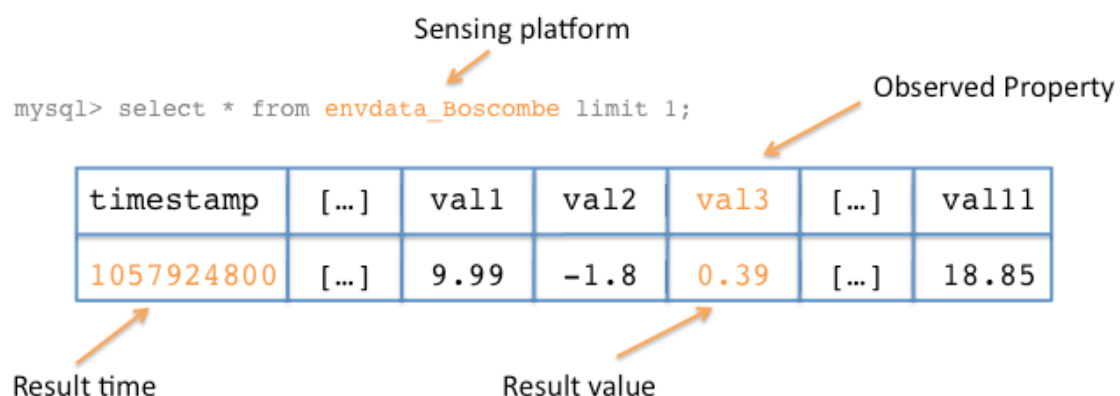 Sensing platform
Observed Property
mysql> select * from envdata_Boscombe limit 1;
timestamp […] val1 val2 val3 […] val11
1057924800 […] 9.99 -1.8 0.39 […] 18.85
Result time Result value